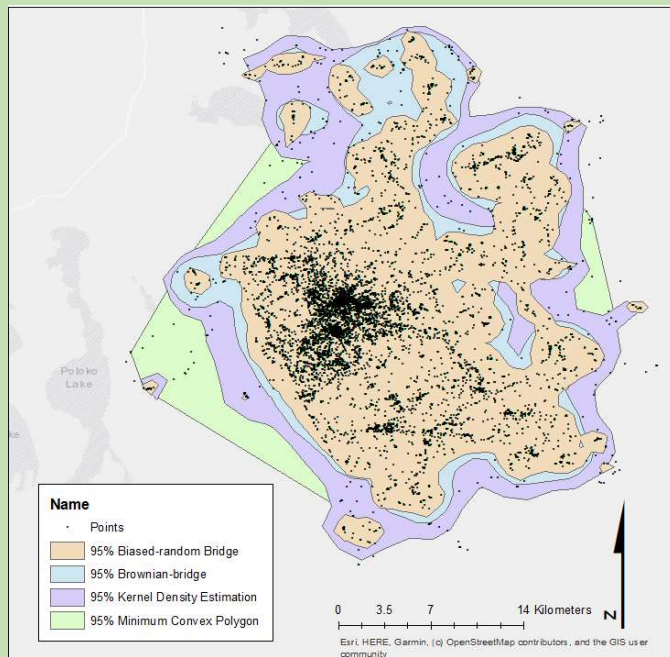 Poloko
Lake
ke
Name
Points
95% Biased-random Bridge
95% Brownian-bridge
95% Kernel Density Estimation
95% Minimum Convex Polygon
0 3.5 7 14 Kilometers
N
Esri, HERE, Garmin, (c) OpenStreetMap contributors, and the GIS user
community